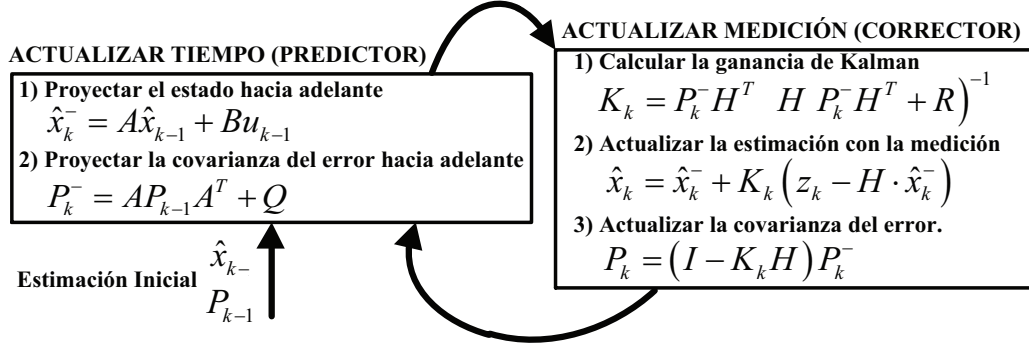 ACTUALIZAR TIEMPO (PREDICTOR)
1) Proyectar el estado hacia adelante
x̂ₖ⁻ = Ax̂ₖ₋₁ + Buₖ₋₁
2) Proyectar la covarianza del error hacia adelante
Pₖ⁻ = APₖ₋₁Aᵀ + Q
Estimación Inicial
x̂ₖ₋
Pₖ₋₁
ACTUALIZAR MEDICIÓN (CORRECTOR)
1) Calcular la ganancia de Kalman
Kₖ = Pₖ⁻Hᵀ H Pₖ⁻Hᵀ + R)⁻¹
2) Actualizar la estimación con la medición
x̂ₖ = x̂ₖ⁻ + Kₖ(zₖ − H · x̂ₖ⁻)
3) Actualizar la covarianza del error.
Pₖ = (I − KₖH)Pₖ⁻